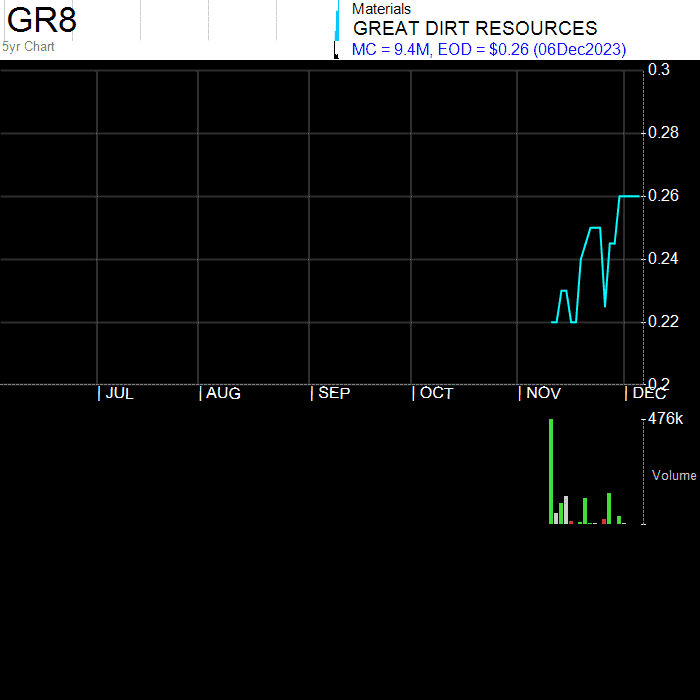 GR8
5yr Chart
Materials
GREAT DIRT RESOURCES
MC = 9.4M, EOD = $0.26 (06Dec2023)
0.3
0.28
0.26
0.24
0.22
0.2
| JUL | AUG | SEP | OCT | NOV | DEC
476k
Volume